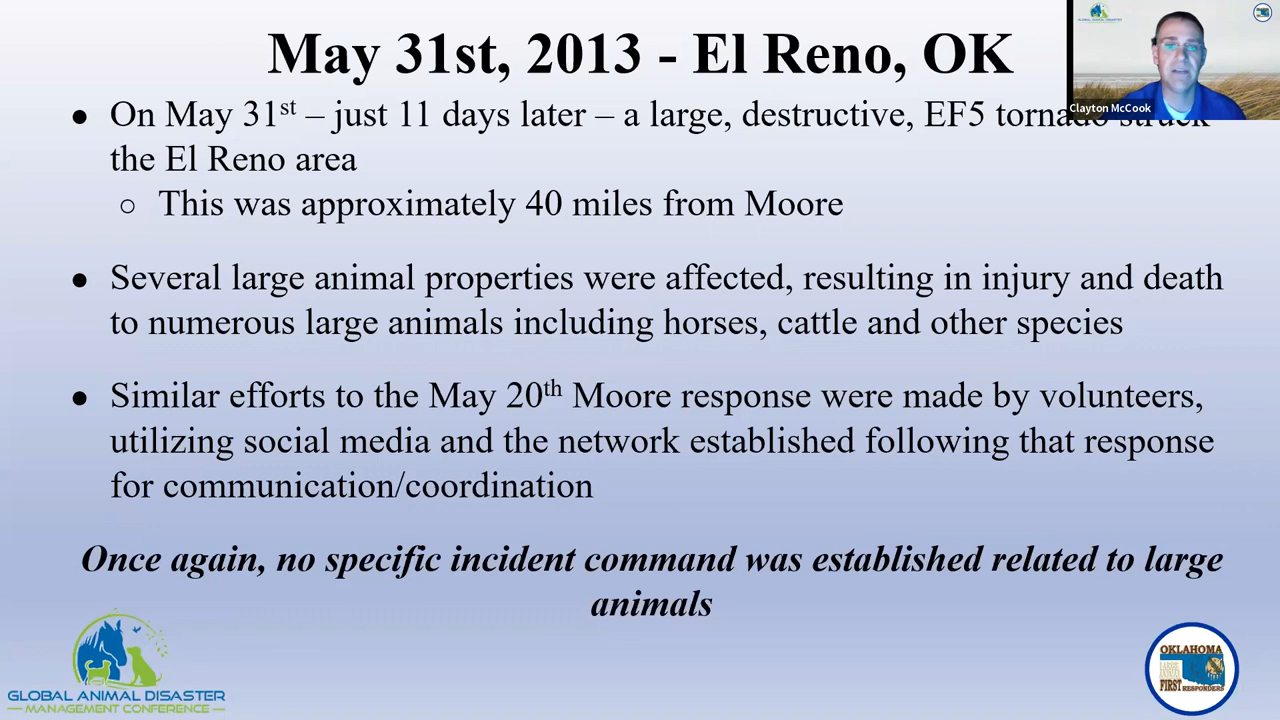 May 31st, 2013 - El Reno, OK
Clayton McCook
● On May 31st – just 11 days later – a large, destructive, EF5 tornado struck
the El Reno area
○ This was approximately 40 miles from Moore
● Several large animal properties were affected, resulting in injury and death
to numerous large animals including horses, cattle and other species
● Similar efforts to the May 20th Moore response were made by volunteers,
utilizing social media and the network established following that response
for communication/coordination
Once again, no specific incident command was established related to large
animals
GLOBAL ANIMAL DISASTER
MANAGEMENT CONFERENCE
OKLAHOMA
FIRST RESPONDERS